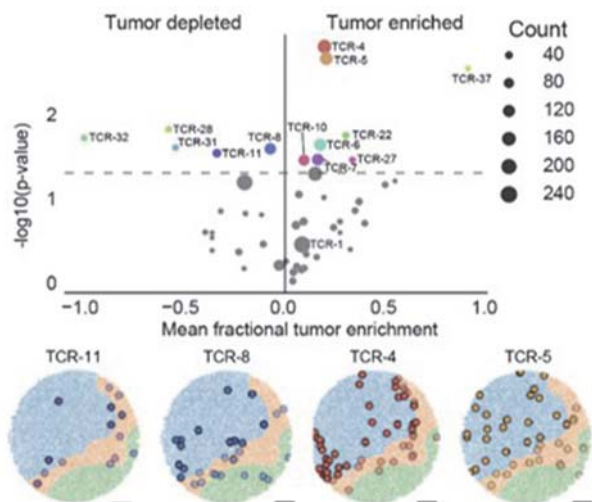 Tumor depleted Tumor enriched Count
TCR-4
TCR-5
TCR-37
40
80
120
160
200
240
2
TCR-32
TCR-28
TCR-31
TCR-11
TCR-8
TCR-10
TCR-22
TCR-6
TCR-27
TCR-7
1
TCR-1
0
-log10(p-value)
−1.0 −0.5 0.0 0.5 1.0
Mean fractional tumor enrichment
TCR-11 TCR-8 TCR-4 TCR-5